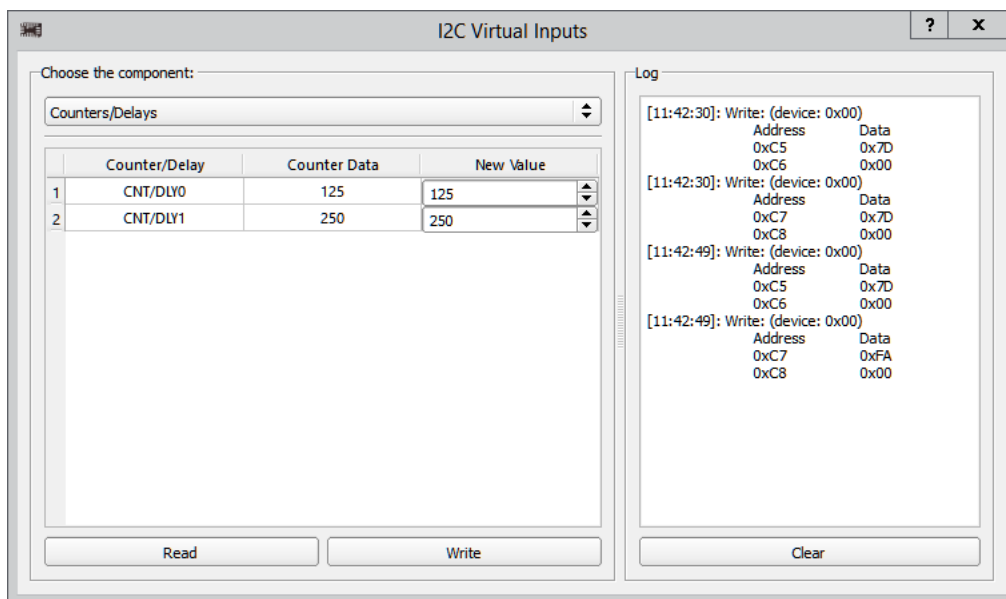 I2C Virtual Inputs
? x
Choose the component:
Counters/Delays
Counter/Delay Counter Data New Value
1 CNT/DLY0 125 125
2 CNT/DLY1 250 250
Read Write
Log
[11:42:30]: Write: (device: 0x00)
Address Data
0xC5 0x7D
0xC6 0x00
[11:42:30]: Write: (device: 0x00)
Address Data
0xC7 0x7D
0xC8 0x00
[11:42:49]: Write: (device: 0x00)
Address Data
0xC5 0x7D
0xC6 0x00
[11:42:49]: Write: (device: 0x00)
Address Data
0xC7 0xFA
0xC8 0x00
Clear